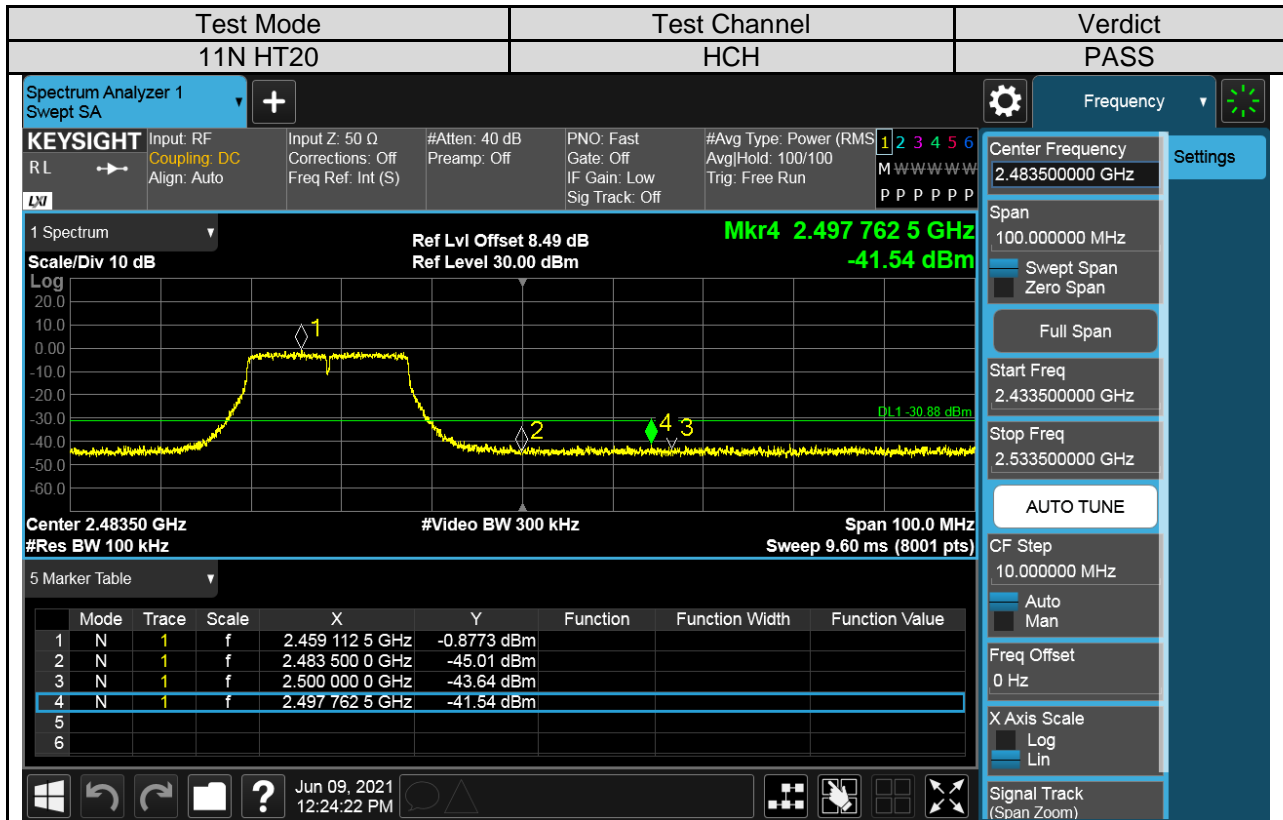 Test Mode Test Channel Verdict
11N HT20 HCH PASS
Spectrum Analyzer 1
Swept SA
Frequency
KEYSIGHT
RL
LXI
Input: RF
Coupling: DC
Align: Auto
Input Z: 50 Ω
Corrections: Off
Freq Ref: Int (S)
#Atten: 40 dB
Preamp: Off
PNO: Fast
Gate: Off
IF Gain: Low
Sig Track: Off
#Avg Type: Power (RMS
Avg|Hold: 100/100
Trig: Free Run
1 2 3 4 5 6
M W W W W W
P P P P P P
1 Spectrum
Scale/Div 10 dB
Ref Lvl Offset 8.49 dB
Ref Level 30.00 dBm
Mkr4 2.497 762 5 GHz
-41.54 dBm
Log
20.0
10.0
0.00
-10.0
-20.0
-30.0
-40.0
-50.0
-60.0
1
2
4
3
DL1 -30.88 dBm
Center 2.48350 GHz
#Video BW 300 kHz
Span 100.0 MHz
#Res BW 100 kHz
Sweep 9.60 ms (8001 pts)
5 Marker Table
Mode Trace Scale X Y Function Function Width Function Value
1 N 1 f 2.459 112 5 GHz -0.8773 dBm
2 N 1 f 2.483 500 0 GHz -45.01 dBm
3 N 1 f 2.500 000 0 GHz -43.64 dBm
4 N 1 f 2.497 762 5 GHz -41.54 dBm
5
6
Jun 09, 2021
12:24:22 PM
Center Frequency
2.483500000 GHz
Settings
Span
100.000000 MHz
Swept Span
Zero Span
Full Span
Start Freq
2.433500000 GHz
Stop Freq
2.533500000 GHz
AUTO TUNE
CF Step
10.000000 MHz
Auto
Man
Freq Offset
0 Hz
X Axis Scale
Log
Lin
Signal Track
(Span Zoom)